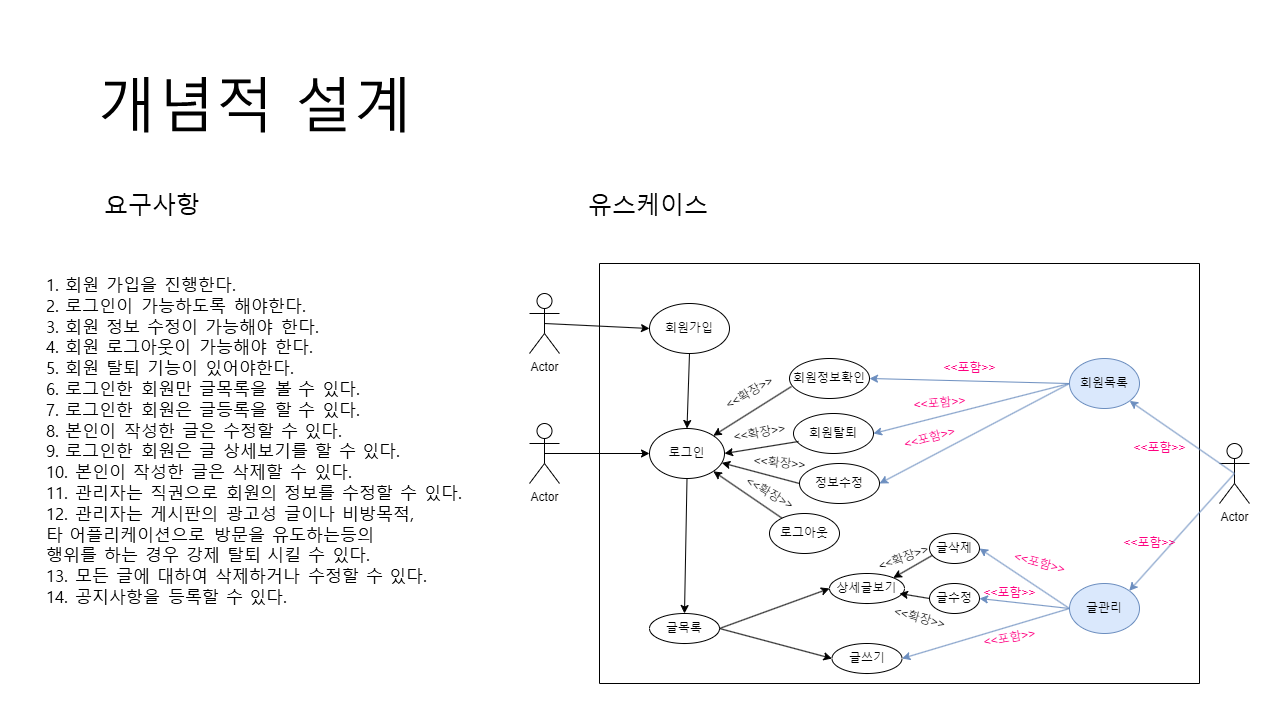 개념적 설계
요구사항
유스케이스
1. 회원 가입을 진행한다.
2. 로그인이 가능하도록 해야한다.
3. 회원 정보 수정이 가능해야 한다.
4. 회원 로그아웃이 가능해야 한다.
5. 회원 탈퇴 기능이 있어야한다.
6. 로그인한 회원만 글목록을 볼 수 있다.
7. 로그인한 회원은 글등록을 할 수 있다.
8. 본인이 작성한 글은 수정할 수 있다.
9. 로그인한 회원은 글 상세보기를 할 수 있다.
10. 본인이 작성한 글은 삭제할 수 있다.
11. 관리자는 직권으로 회원의 정보를 수정할 수 있다.
12. 관리자는 게시판의 광고성 글이나 비방목적,
타 어플리케이션으로 방문을 유도하는등의
행위를 하는 경우 강제 탈퇴 시킬 수 있다.
13. 모든 글에 대하여 삭제하거나 수정할 수 있다.
14. 공지사항을 등록할 수 있다.
Actor
회원가입
회원정보확인
<<포함>>
회원목록
<<확장>>
<<포함>>
회원탈퇴
<<확장>>
<<포함>>
로그인
<<확장>>
정보수정
<<확장>>
Actor
<<포함>>
Actor
로그아웃
<<포함>>
글삭제
<<확장>>
<<포함>>
상세글보기
글수정
<<포함>>
글관리
<<확장>>
글목록
<<포함>>
글쓰기